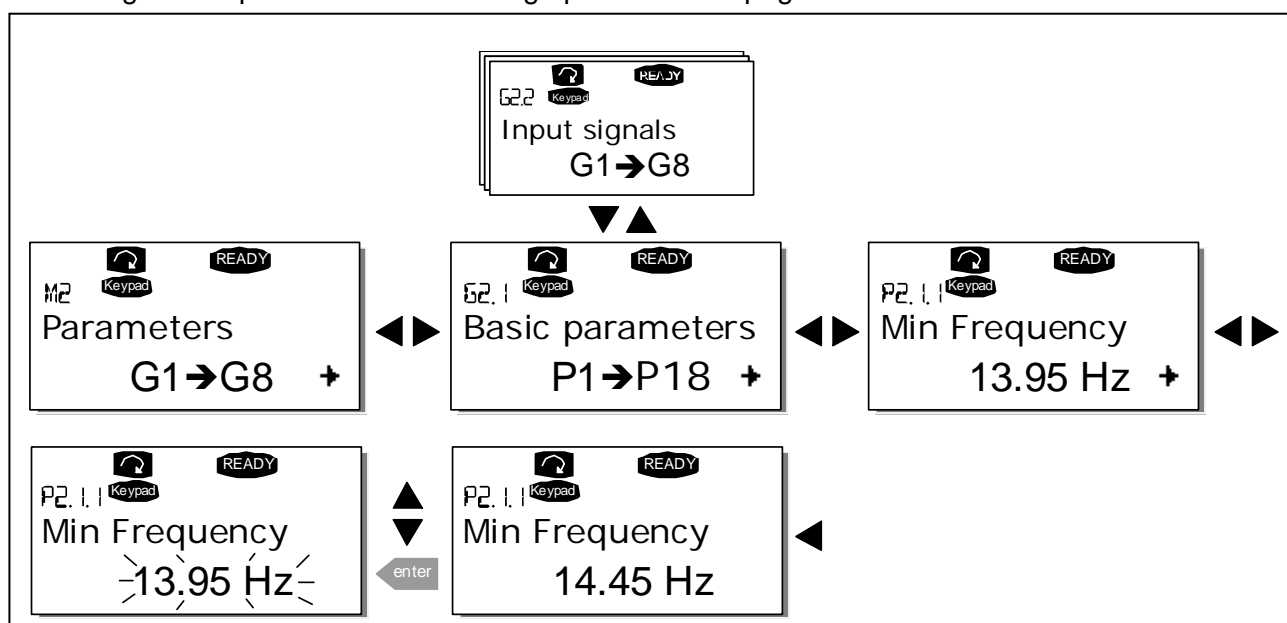 READY
G2.2 Keypad
Input signals
G1➔G8
READY
M2 Keypad
Parameters
G1➔G8
READY
G2.1 Keypad
Basic parameters
P1➔P18
READY
P2.1.1 Keypad
Min Frequency
13.95 Hz
READY
P2.1.1 Keypad
Min Frequency
13.95 Hz
enter
READY
P2.1.1 Keypad
Min Frequency
14.45 Hz